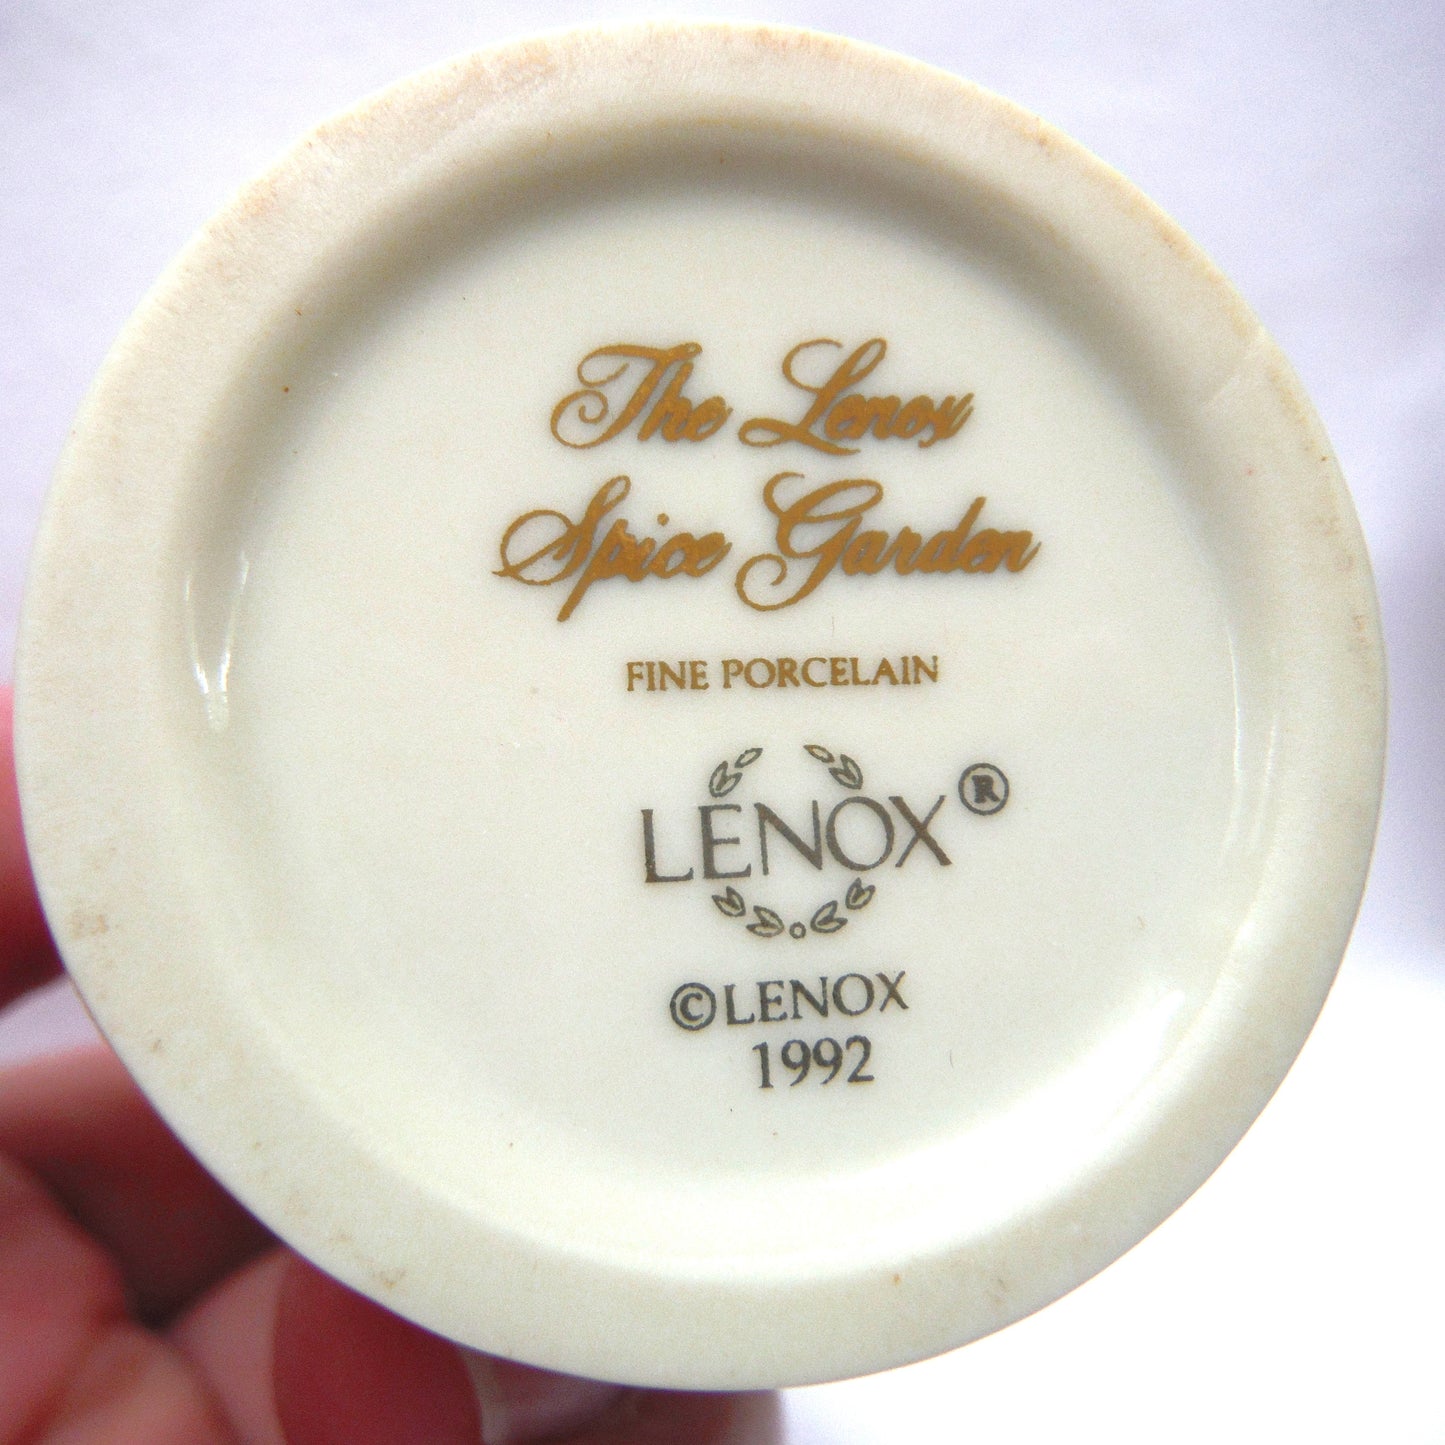 The Lenox
Spice Garden
FINE PORCELAIN
LENOX®
©LENOX
1992